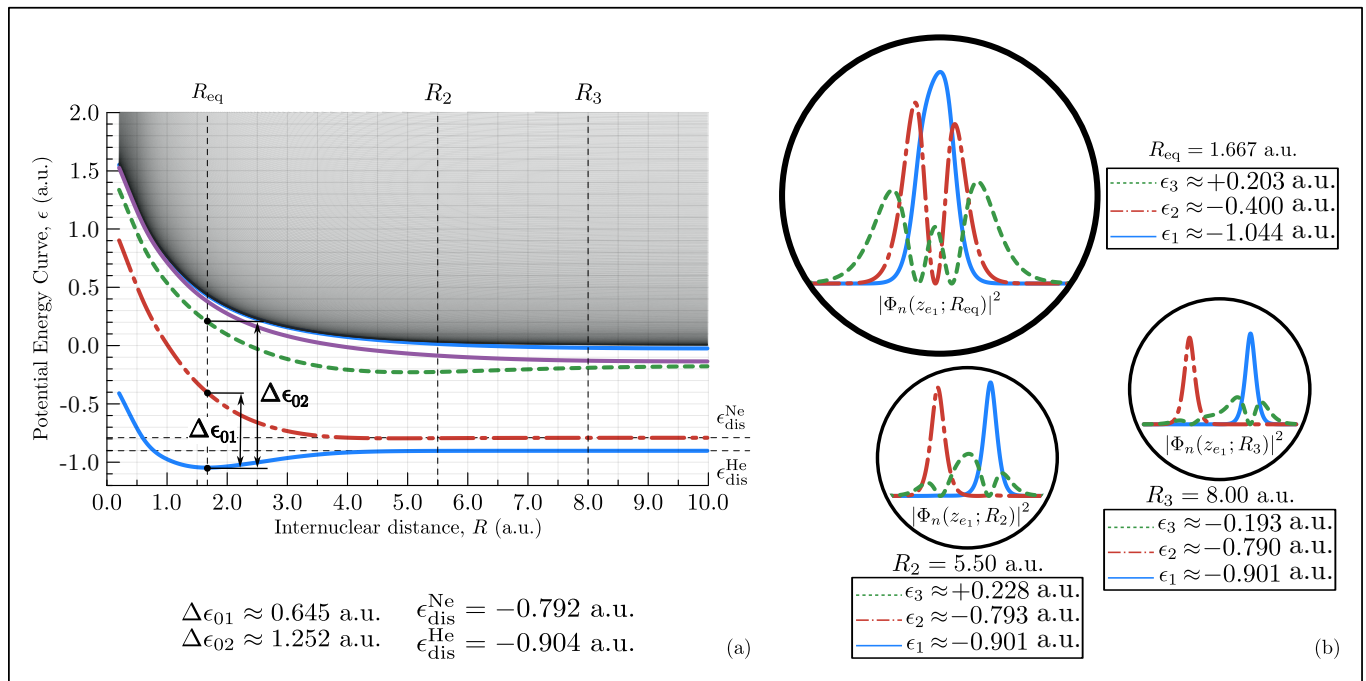 R_eq R_2 R_3
2.0
1.5
1.0
0.5
0.0
-0.5
-1.0
Potential Energy Curve, ϵ (a.u.)
Δϵ_02
Δϵ_01
ϵ_dis^Ne
ϵ_dis^He
0.0 1.0 2.0 3.0 4.0 5.0 6.0 7.0 8.0 9.0 10.0
Internuclear distance, R (a.u.)
Δϵ_01 ≈ 0.645 a.u. ϵ_dis^Ne = −0.792 a.u.
Δϵ_02 ≈ 1.252 a.u. ϵ_dis^He = −0.904 a.u.
(a)
|Φ_n(z_e_1; R_eq)|^2
R_eq = 1.667 a.u.
ϵ_3 ≈ +0.203 a.u.
ϵ_2 ≈ −0.400 a.u.
ϵ_1 ≈ −1.044 a.u.
|Φ_n(z_e_1; R_2)|^2
R_2 = 5.50 a.u.
ϵ_3 ≈ +0.228 a.u.
ϵ_2 ≈ −0.793 a.u.
ϵ_1 ≈ −0.901 a.u.
|Φ_n(z_e_1; R_3)|^2
R_3 = 8.00 a.u.
ϵ_3 ≈ −0.193 a.u.
ϵ_2 ≈ −0.790 a.u.
ϵ_1 ≈ −0.901 a.u.
(b)